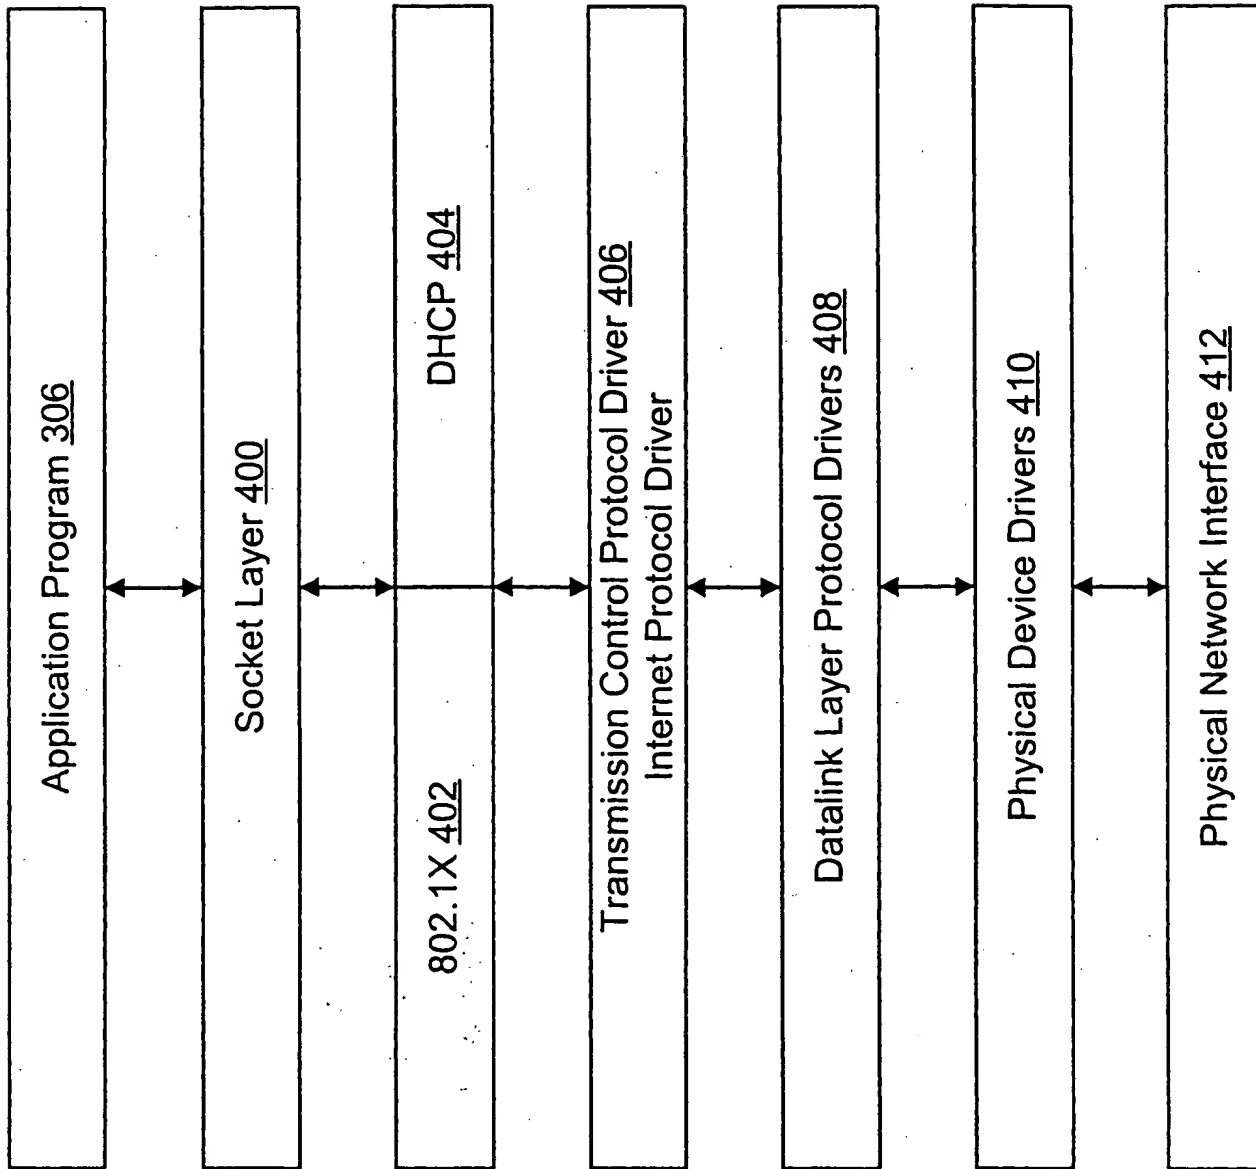 Application Program 306
Socket Layer 400
802.1X 402
DHCP 404
Transmission Control Protocol Driver 406
Internet Protocol Driver
Datalink Layer Protocol Drivers 408
Physical Device Drivers 410
Physical Network Interface 412